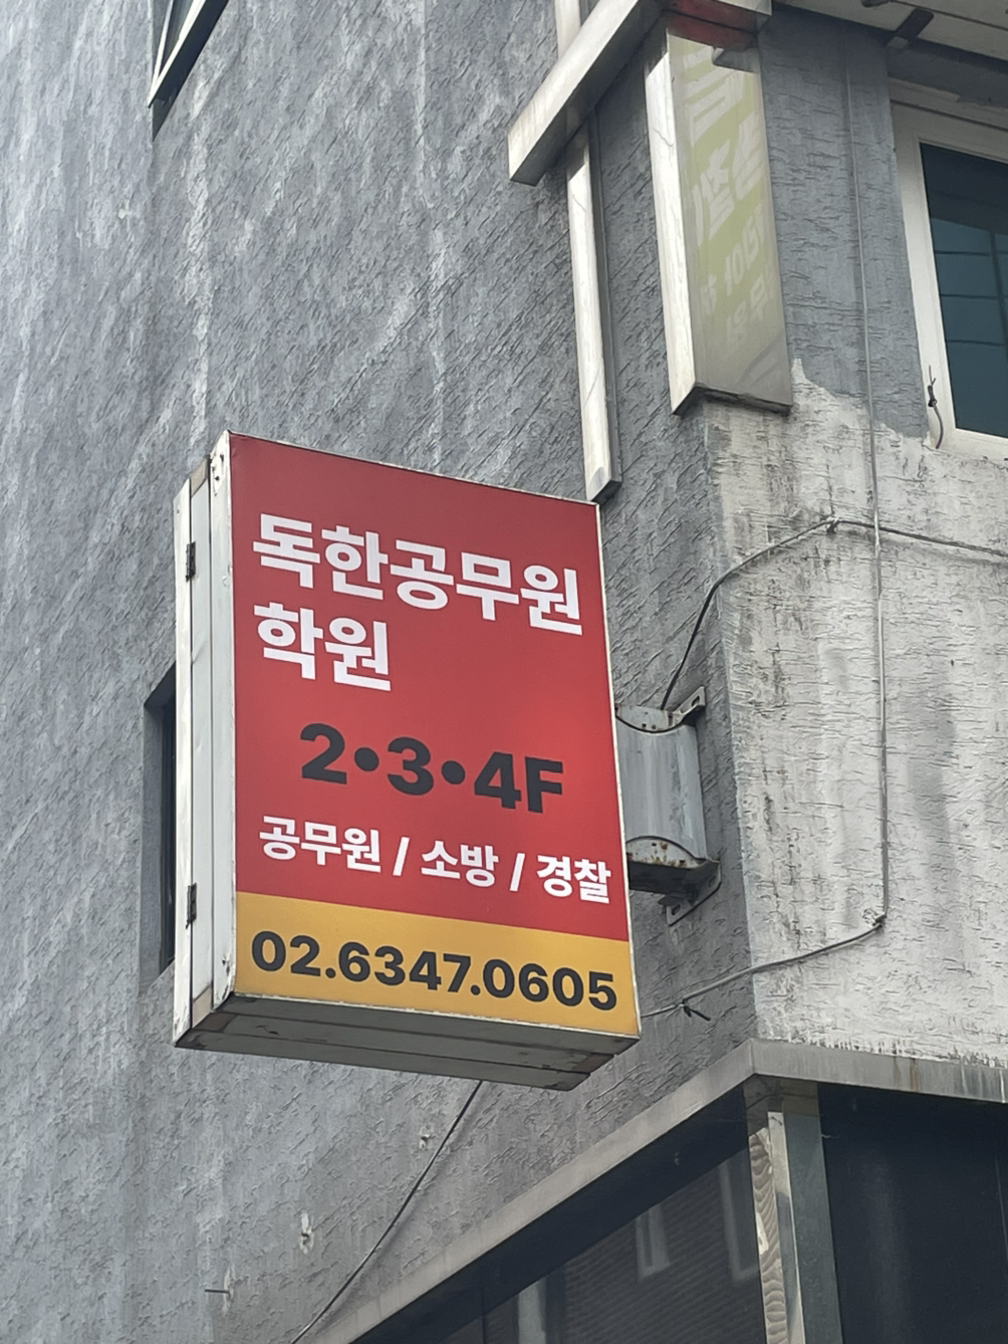 독한공무원
학원
2•3•4F
공무원 / 소방 / 경찰
02.6347.0605